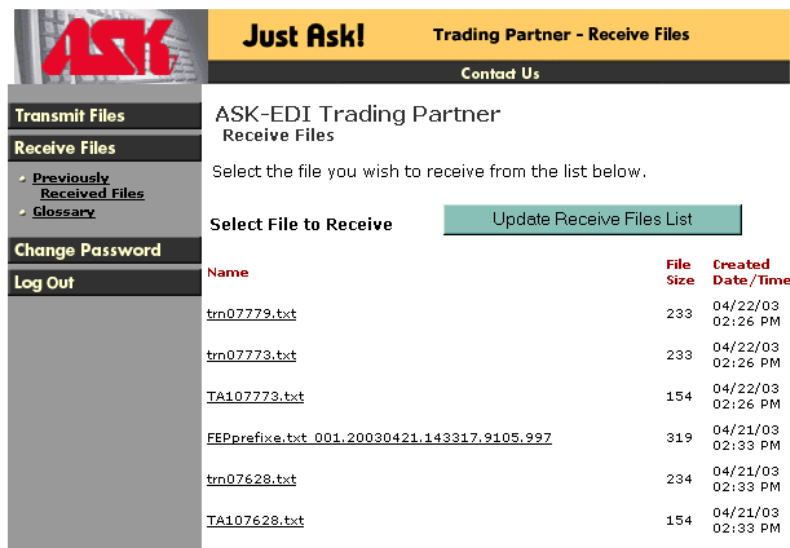 ASK
Just Ask!
Trading Partner - Receive Files
Contact Us
Transmit Files
Receive Files
Previously
Received Files
Glossary
Change Password
Log Out
ASK-EDI Trading Partner
Receive Files
Select the file you wish to receive from the list below.
Select File to Receive
Update Receive Files List
Name File Size Created Date/Time
trn07779.txt 233 04/22/03 02:26 PM
trn07773.txt 233 04/22/03 02:26 PM
TA107773.txt 154 04/22/03 02:26 PM
FEPprefixe.txt_001.20030421.143317.9105.997 319 04/21/03 02:33 PM
trn07628.txt 234 04/21/03 02:33 PM
TA107628.txt 154 04/21/03 02:33 PM